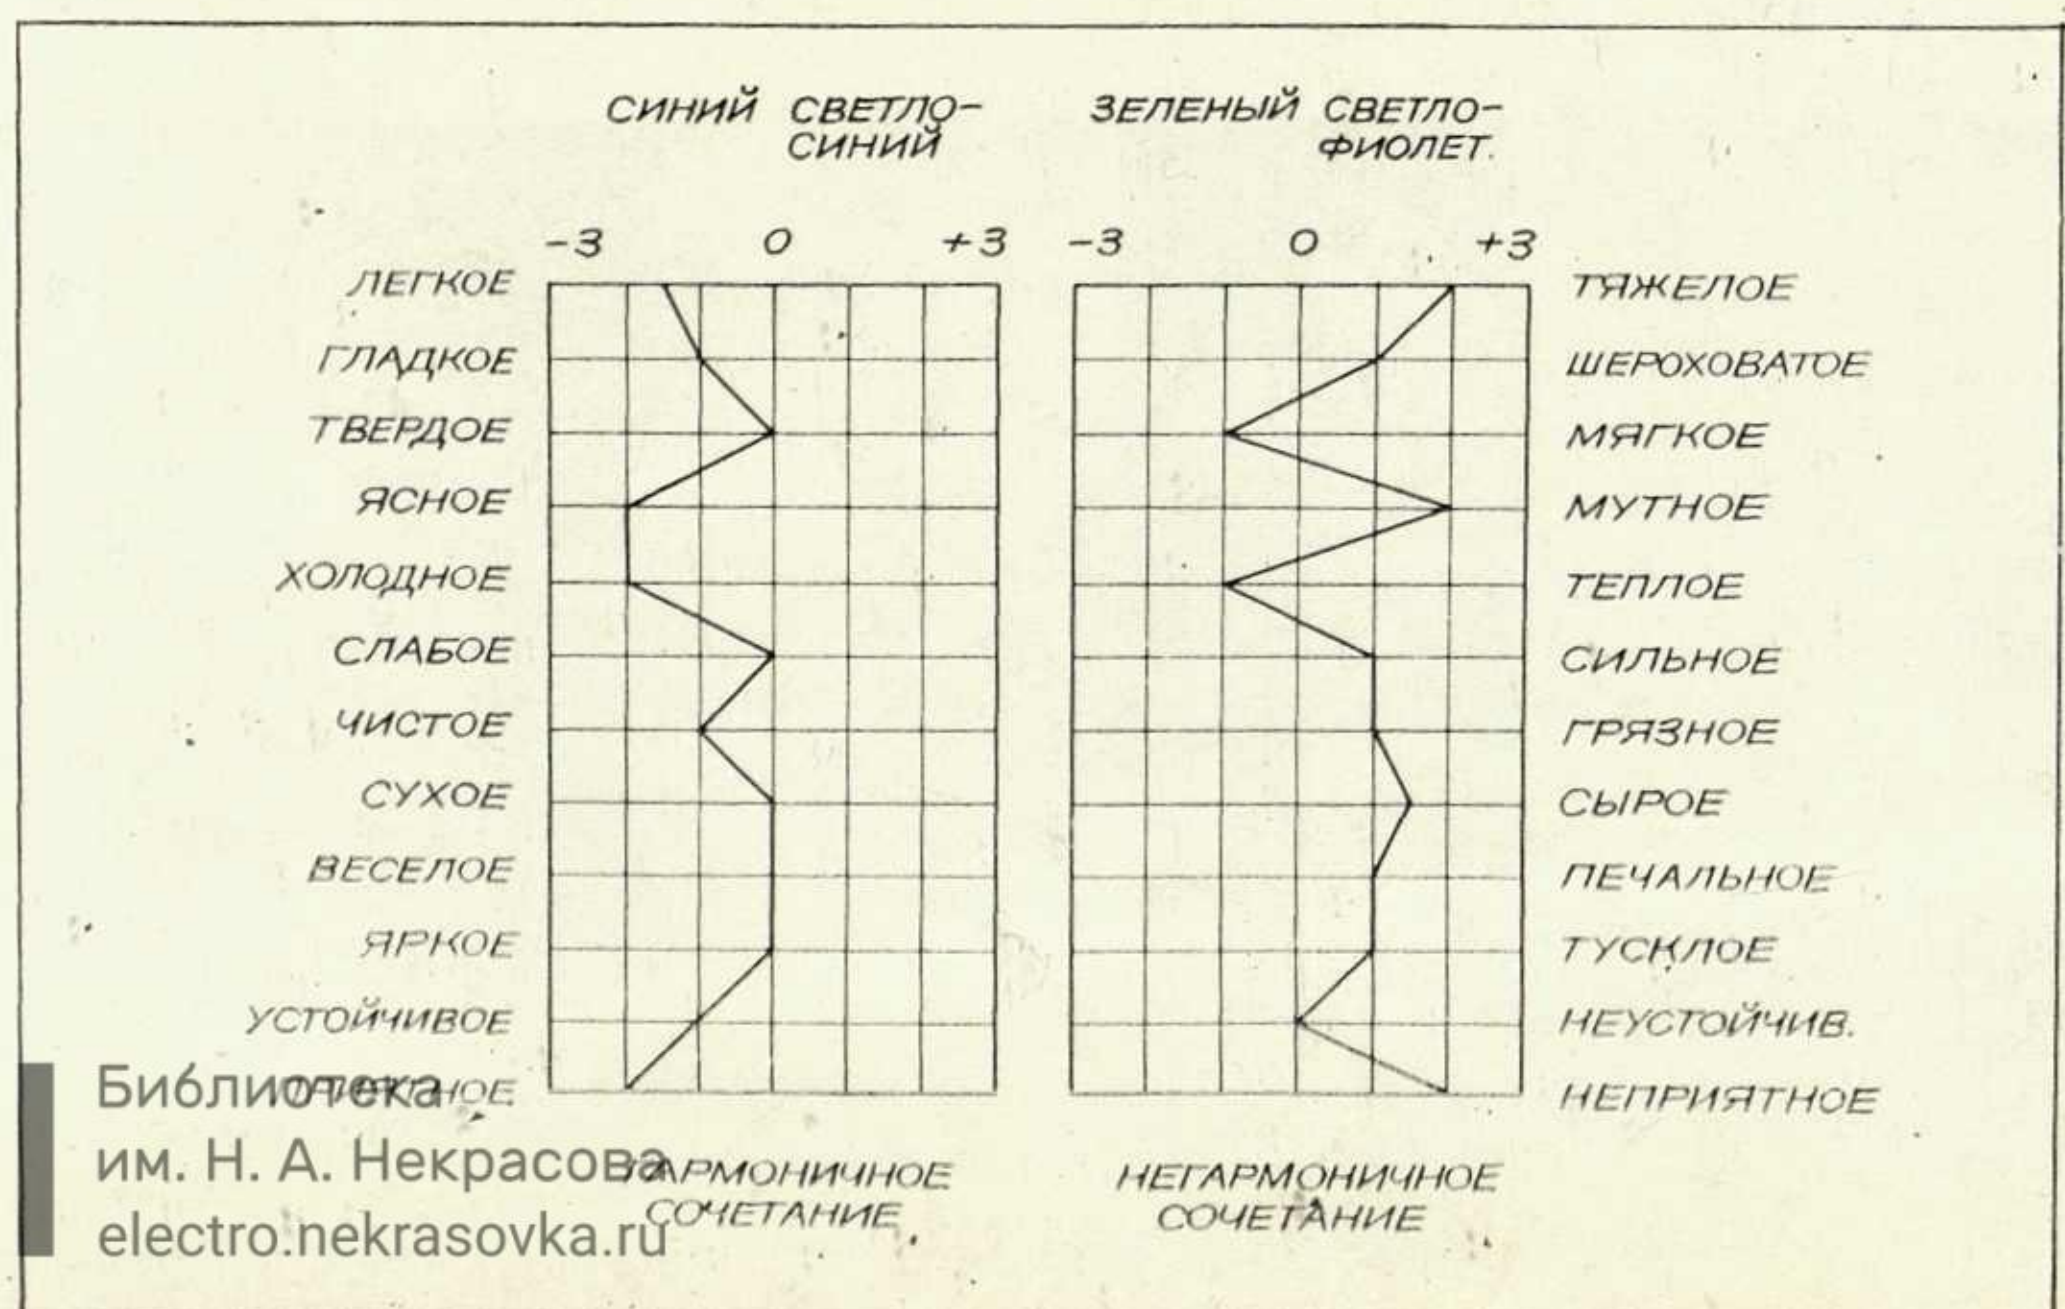 СИНИЙ СВЕТЛО-
СИНИЙ
ЗЕЛЕНЫЙ СВЕТЛО-
ФИОЛЕТ.
-3 0 +3 -3 0 +3
ЛЕГКОЕ ТЯЖЕЛОЕ
ГЛАДКОЕ ШЕРОХОВАТОЕ
ТВЕРДОЕ МЯГКОЕ
ЯСНОЕ МУТНОЕ
ХОЛОДНОЕ ТЕПЛОЕ
СЛАБОЕ СИЛЬНОЕ
ЧИСТОЕ ГРЯЗНОЕ
СУХОЕ СЫРОЕ
ВЕСЕЛОЕ ПЕЧАЛЬНОЕ
ЯРКОЕ ТУСКЛОЕ
УСТОЙЧИВОЕ НЕУСТОЙЧИВ.
ПРИЯТНОЕ НЕПРИЯТНОЕ
ГАРМОНИЧНОЕ
СОЧЕТАНИЕ
НЕГАРМОНИЧНОЕ
СОЧЕТАНИЕ
Библиотека
им. Н. А. Некрасова
electro.nekrasovka.ru